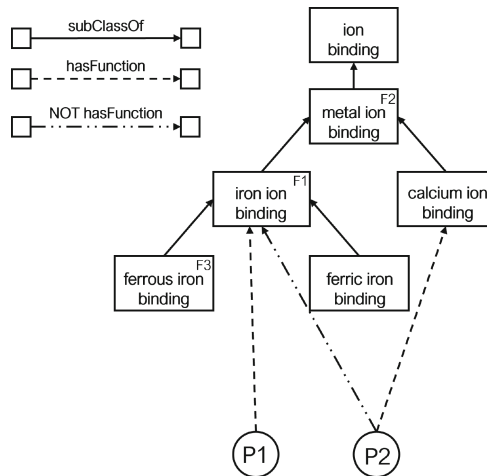 subClassOf
hasFunction
NOT hasFunction
ion
binding
F2
metal ion
binding
F1
iron ion
binding
calcium ion
binding
F3
ferrous iron
binding
ferric iron
binding
P1
P2